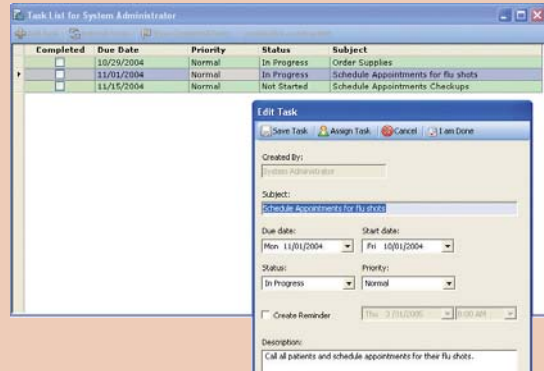 Task List for System Administrator
Completed Due Date Priority Status Subject
10/29/2004 Normal In Progress Order Supplies
11/01/2004 Normal In Progress Schedule Appointments for flu shots
11/15/2004 Normal Not Started Schedule Appointments Checkups
Edit Task
Save Task Assign Task Cancel I am Done
Created By:
System Administrator
Subject:
Schedule Appointments for flu shots
Due date: Start date:
Mon 11/01/2004 Fri 10/01/2004
Status: Priority:
In Progress Normal
Create Reminder 8:00 AM
Description:
Call all patients and schedule appointments for their flu shots.